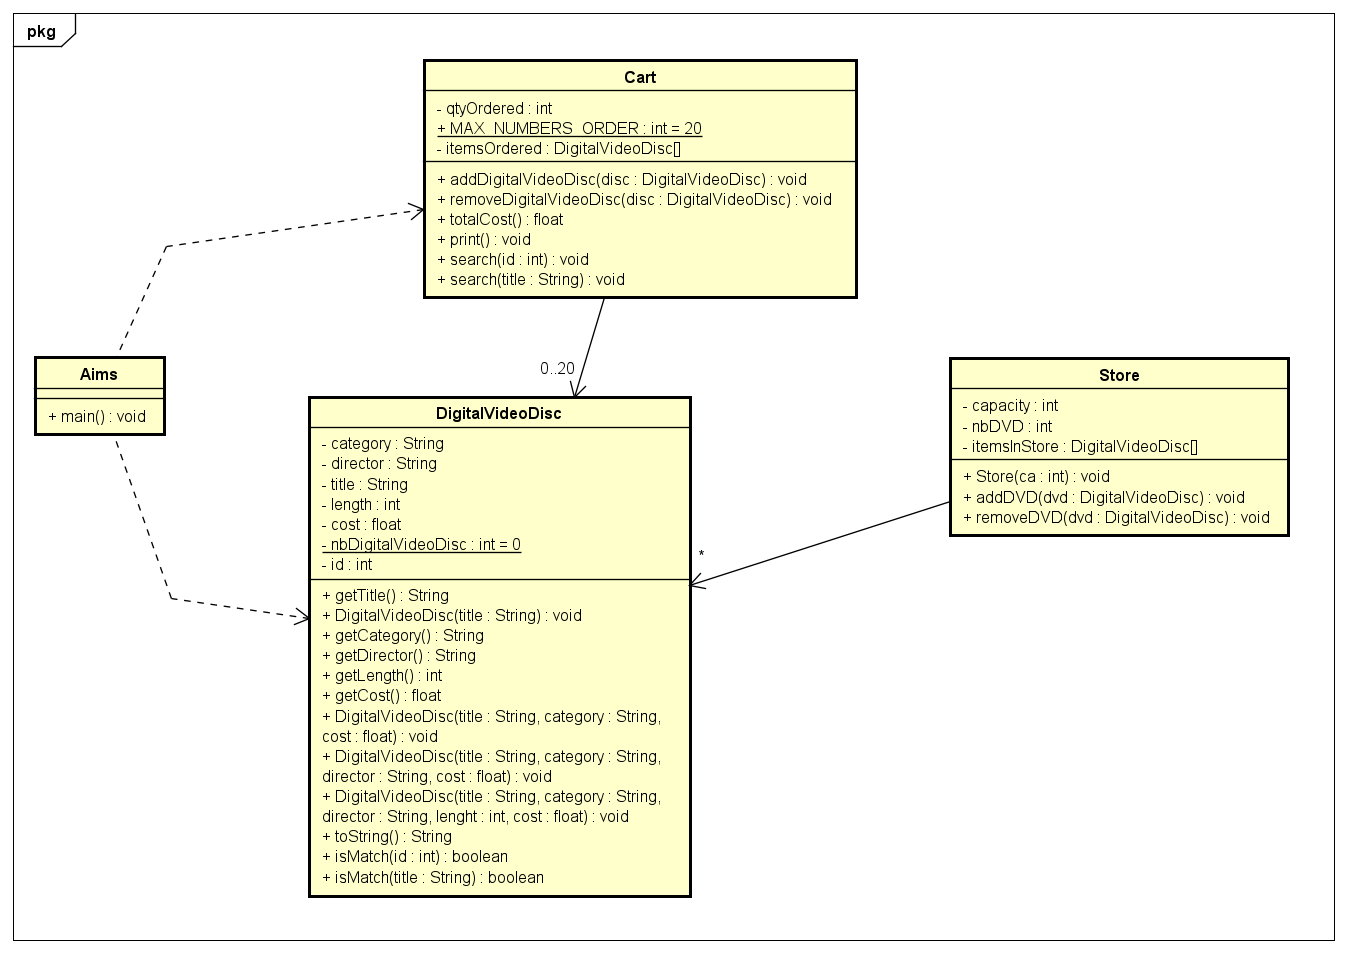 pkg
Cart
- qtyOrdered : int
+ MAX_NUMBERS_ORDER : int = 20
- itemsOrdered : DigitalVideoDisc[]
+ addDigitalVideoDisc(disc : DigitalVideoDisc) : void
+ removeDigitalVideoDisc(disc : DigitalVideoDisc) : void
+ totalCost() : float
+ print() : void
+ search(id : int) : void
+ search(title : String) : void
Aims
+ main() : void
0..20
DigitalVideoDisc
- category : String
- director : String
- title : String
- length : int
- cost : float
- nbDigitalVideoDisc : int = 0
- id : int
+ getTitle() : String
+ DigitalVideoDisc(title : String) : void
+ getCategory() : String
+ getDirector() : String
+ getLength() : int
+ getCost() : float
+ DigitalVideoDisc(title : String, category : String,
cost : float) : void
+ DigitalVideoDisc(title : String, category : String,
director : String, cost : float) : void
+ DigitalVideoDisc(title : String, category : String,
director : String, lenght : int, cost : float) : void
+ toString() : String
+ isMatch(id : int) : boolean
+ isMatch(title : String) : boolean
*
Store
- capacity : int
- nbDVD : int
- itemsInStore : DigitalVideoDisc[]
+ Store(ca : int) : void
+ addDVD(dvd : DigitalVideoDisc) : void
+ removeDVD(dvd : DigitalVideoDisc) : void